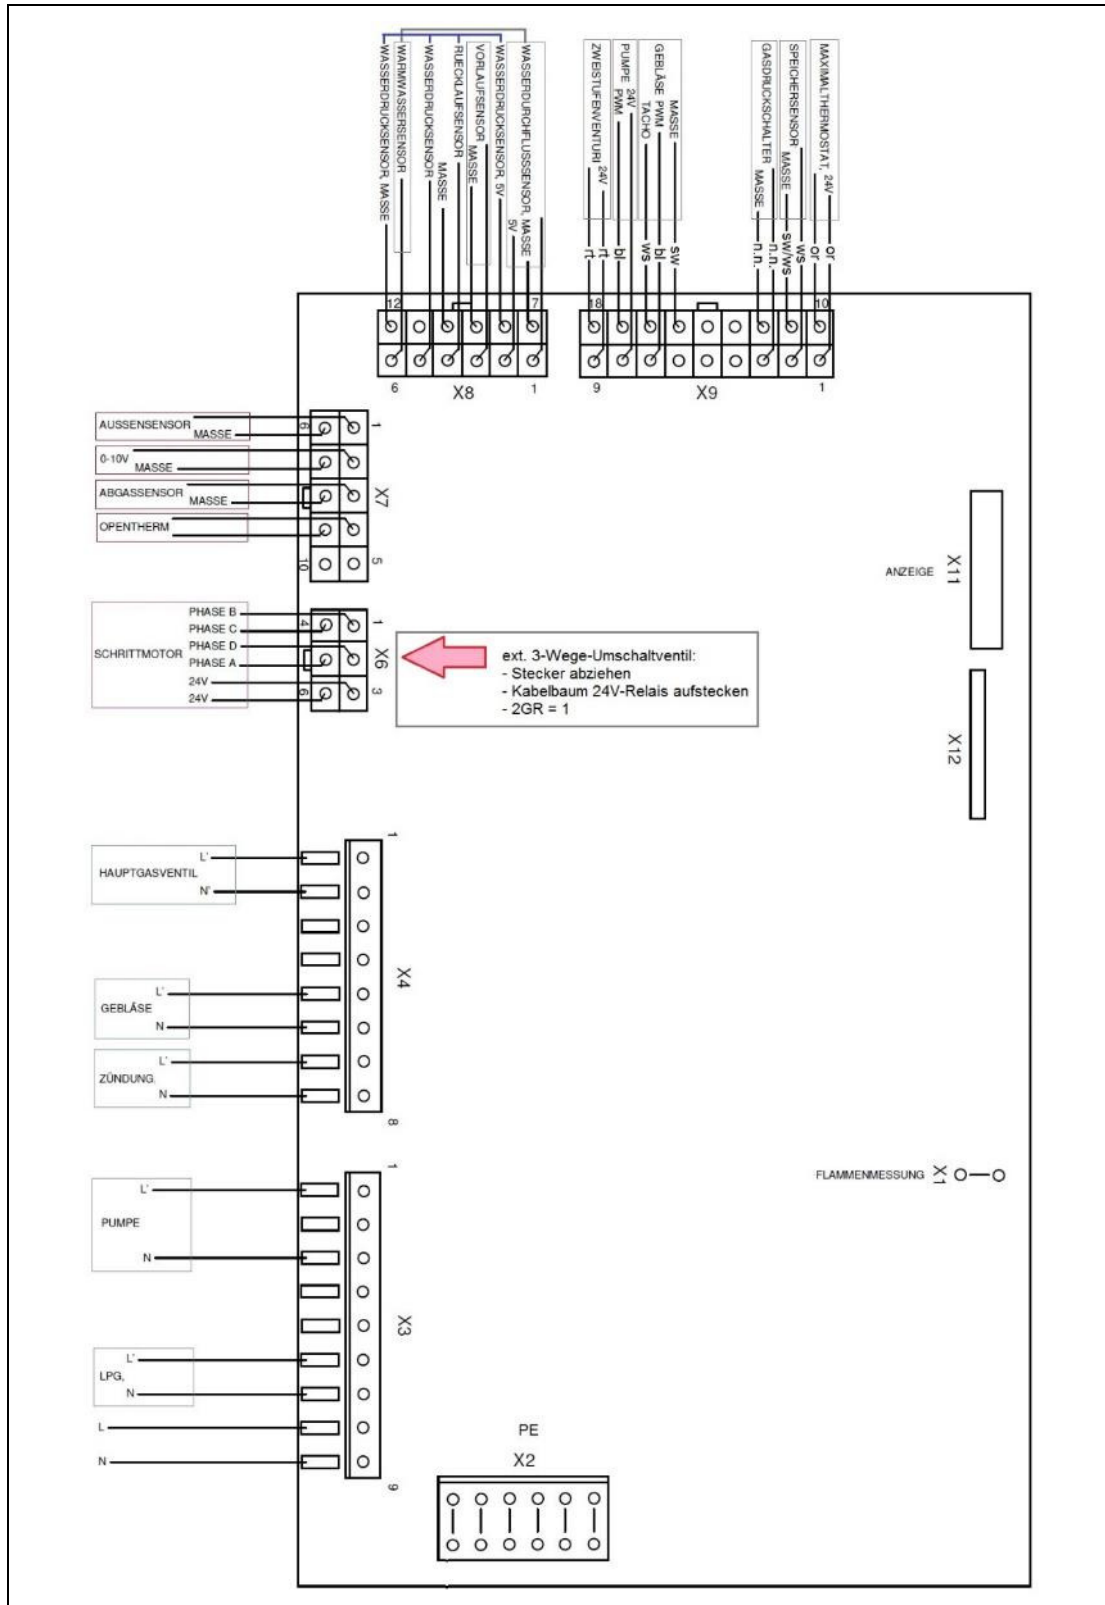 WASSERDRUCKSENSOR, MASSE
WARMWASSERSENSOR
WASSERDRUCKSENSOR
MASSE
RUECKLAUFSENSOR
MASSE
VORLAUFSENSOR
WASSERDRUCKSENSOR, 5V
5V
WASSERDURCHFLUSSSENSOR, MASSE
ZWEISTUFENVENTURI
24V
PUMPE PWM
24V
TACHO
GEBLÄSE PWM
MASSE
MASSE
GASDRUCKSCHALTER
MASSE
SPEICHERSENSOR
MAXIMALTHERMOSTAT, 24V
rt
rt
bl
ws
bl
sw
n.n.
n.n.
sw/ws
ws
or
or
12
7
18
10
6
X8
1
9
X9
1
AUSSENSENSOR
MASSE
6
1
0-10V
MASSE
ABGASSENSOR
MASSE
X7
OPENTHERM
10
5
SCHRITTMOTOR
PHASE B
PHASE C
PHASE D
PHASE A
24V
24V
4
1
X6
6
3
ext. 3-Wege-Umschaltventil:
- Stecker abziehen
- Kabelbaum 24V-Relais aufstecken
- 2GR = 1
ANZEIGE
X11
X12
1
HAUPTGASVENTIL
L'
N'
X4
GEBLÄSE
L'
N
ZÜNDUNG,
L'
N
8
1
PUMPE
L'
N
X3
LPG,
L'
N
L
N
9
FLAMMENMESSUNG
X1
PE
X2